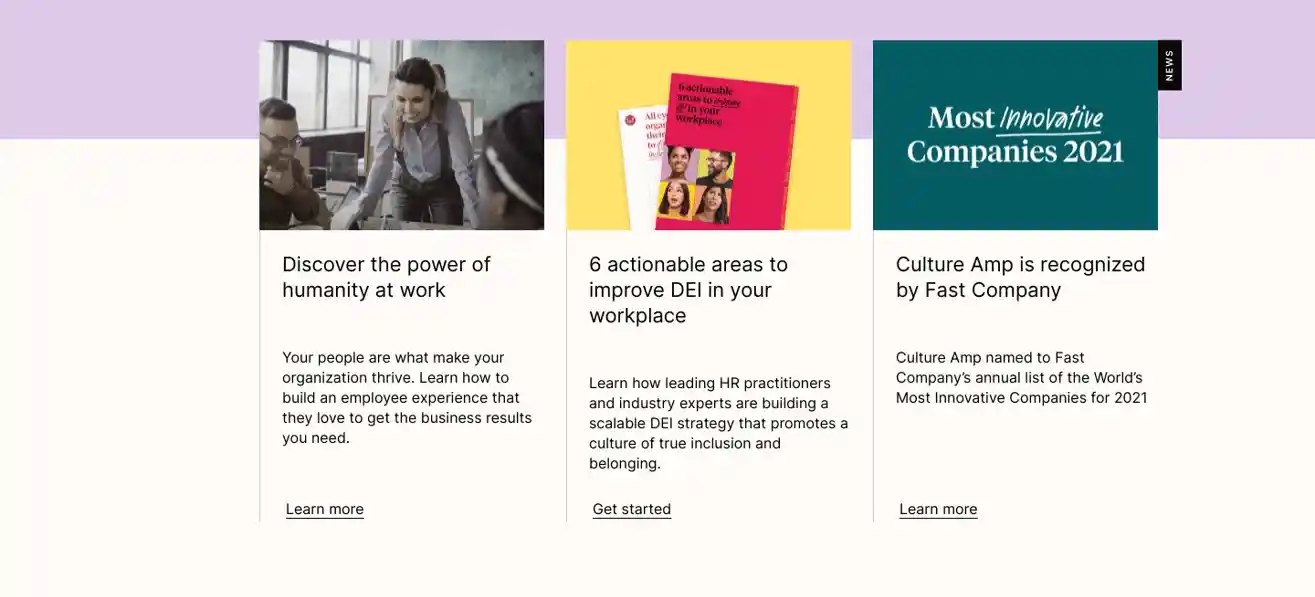 6 actionable
areas to improve
DEI in your
workplace
Most Innovative
Companies 2021
NEWS
Discover the power of
humanity at work
Your people are what make your
organization thrive. Learn how to
build an employee experience that
they love to get the business results
you need.
Learn more
6 actionable areas to
improve DEI in your
workplace
Learn how leading HR practitioners
and industry experts are building a
scalable DEI strategy that promotes a
culture of true inclusion and
belonging.
Get started
Culture Amp is recognized
by Fast Company
Culture Amp named to Fast
Company's annual list of the World's
Most Innovative Companies for 2021
Learn more